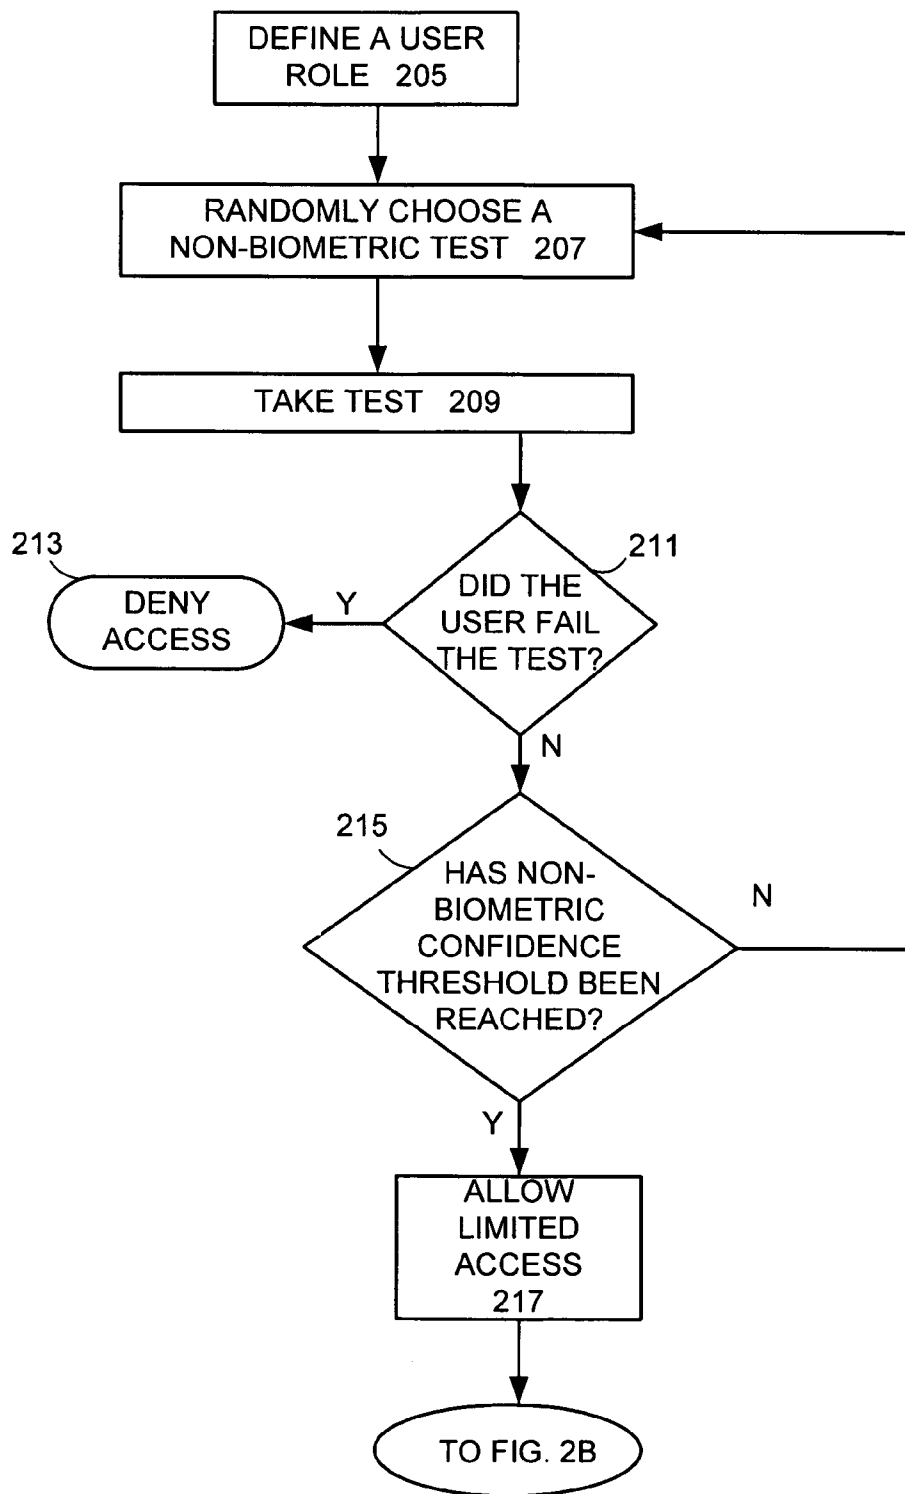 DEFINE A USER
ROLE 205
RANDOMLY CHOOSE A
NON-BIOMETRIC TEST 207
TAKE TEST 209
213
DENY
ACCESS
Y
211
DID THE
USER FAIL
THE TEST?
N
215
HAS NON-
BIOMETRIC
CONFIDENCE
THRESHOLD BEEN
REACHED?
N
Y
ALLOW
LIMITED
ACCESS
217
TO FIG. 2B